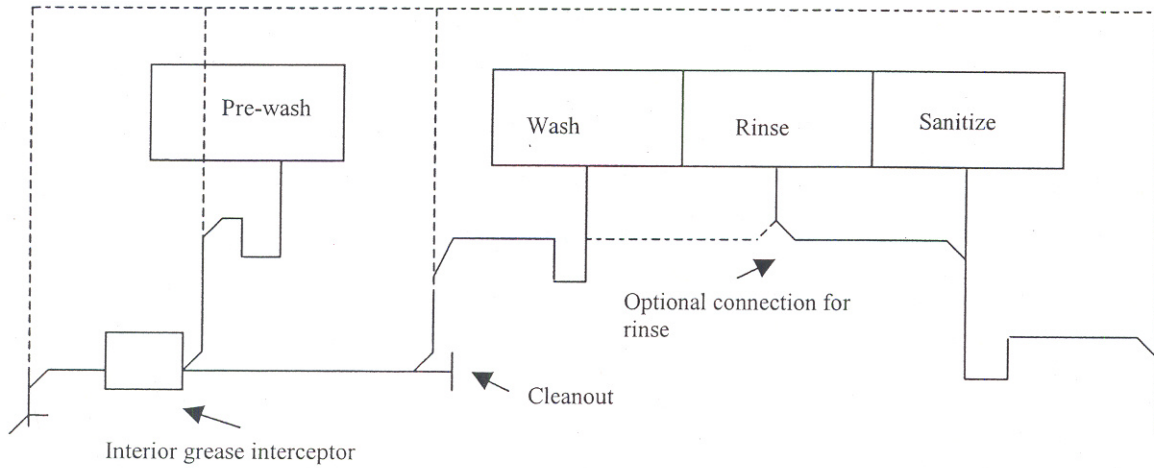 Pre-wash
Wash
Rinse
Sanitize
Optional connection for
rinse
Cleanout
Interior grease interceptor